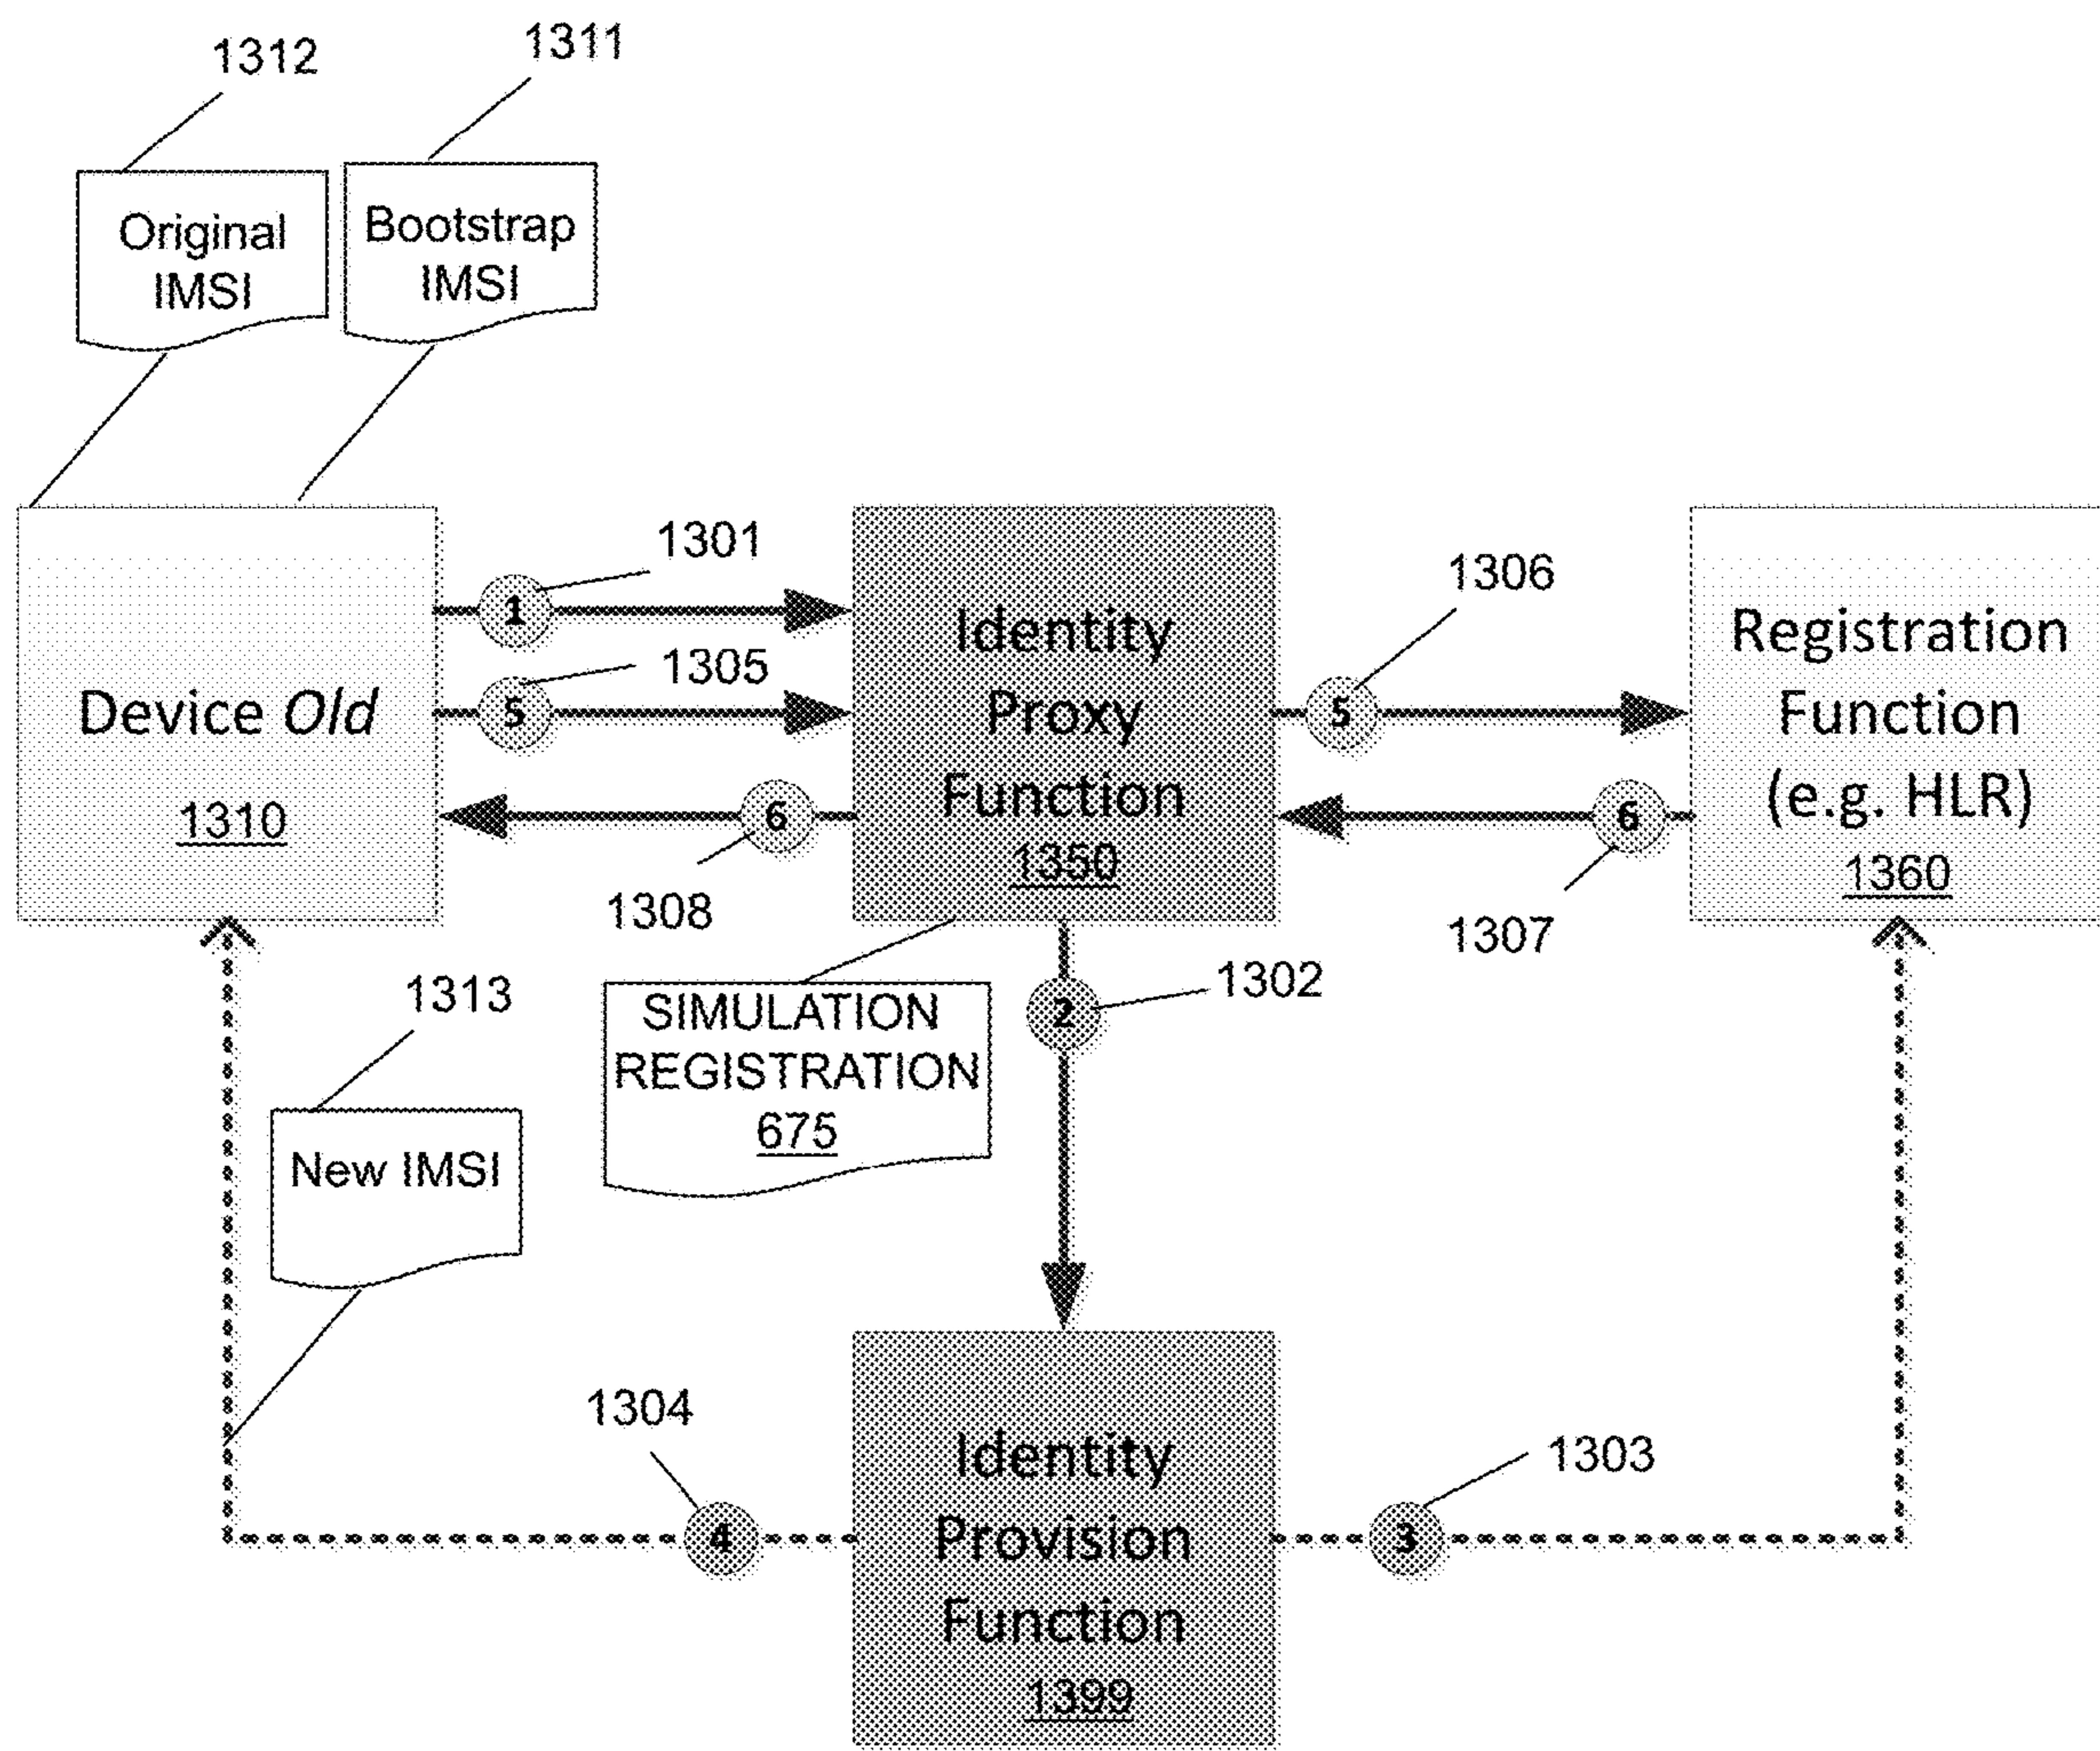 1312
1311
Original
IMSI
Bootstrap
IMSI
1301
1
1305
5
Device Old
1310
6
1308
Identity
Proxy
Function
1350
1306
5
6
1307
Registration
Function
(e.g. HLR)
1360
1313
New IMSI
SIMULATION
REGISTRATION
675
2
1302
1304
4
Identity
Provision
Function
1399
1303
3